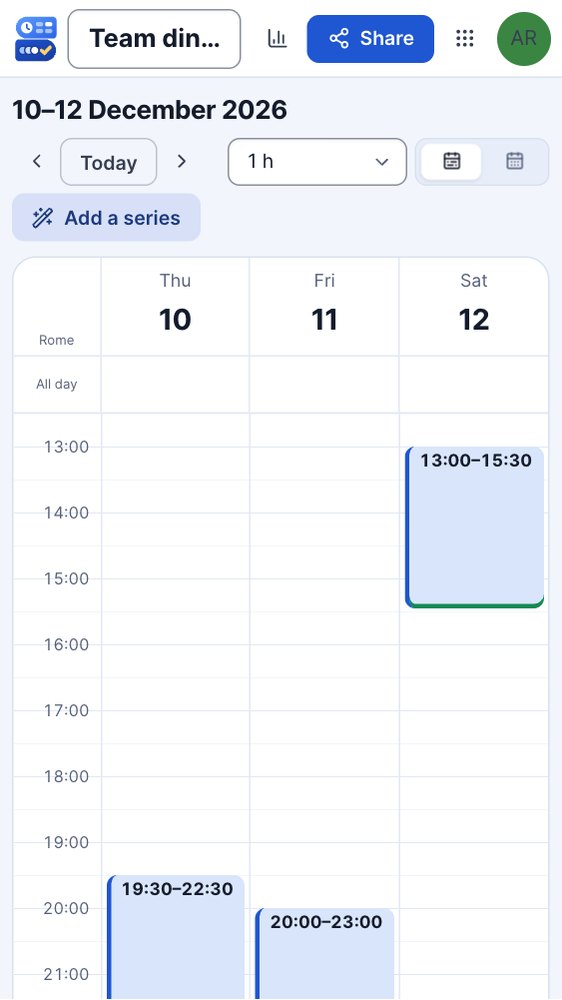 Team din...
Share
AR
10–12 December 2026
Today
1 h
Add a series
Thu
Fri
Sat
10
11
12
Rome
All day
13:00
13:00–15:30
14:00
15:00
16:00
17:00
18:00
19:00
19:30–22:30
20:00
20:00–23:00
21:00